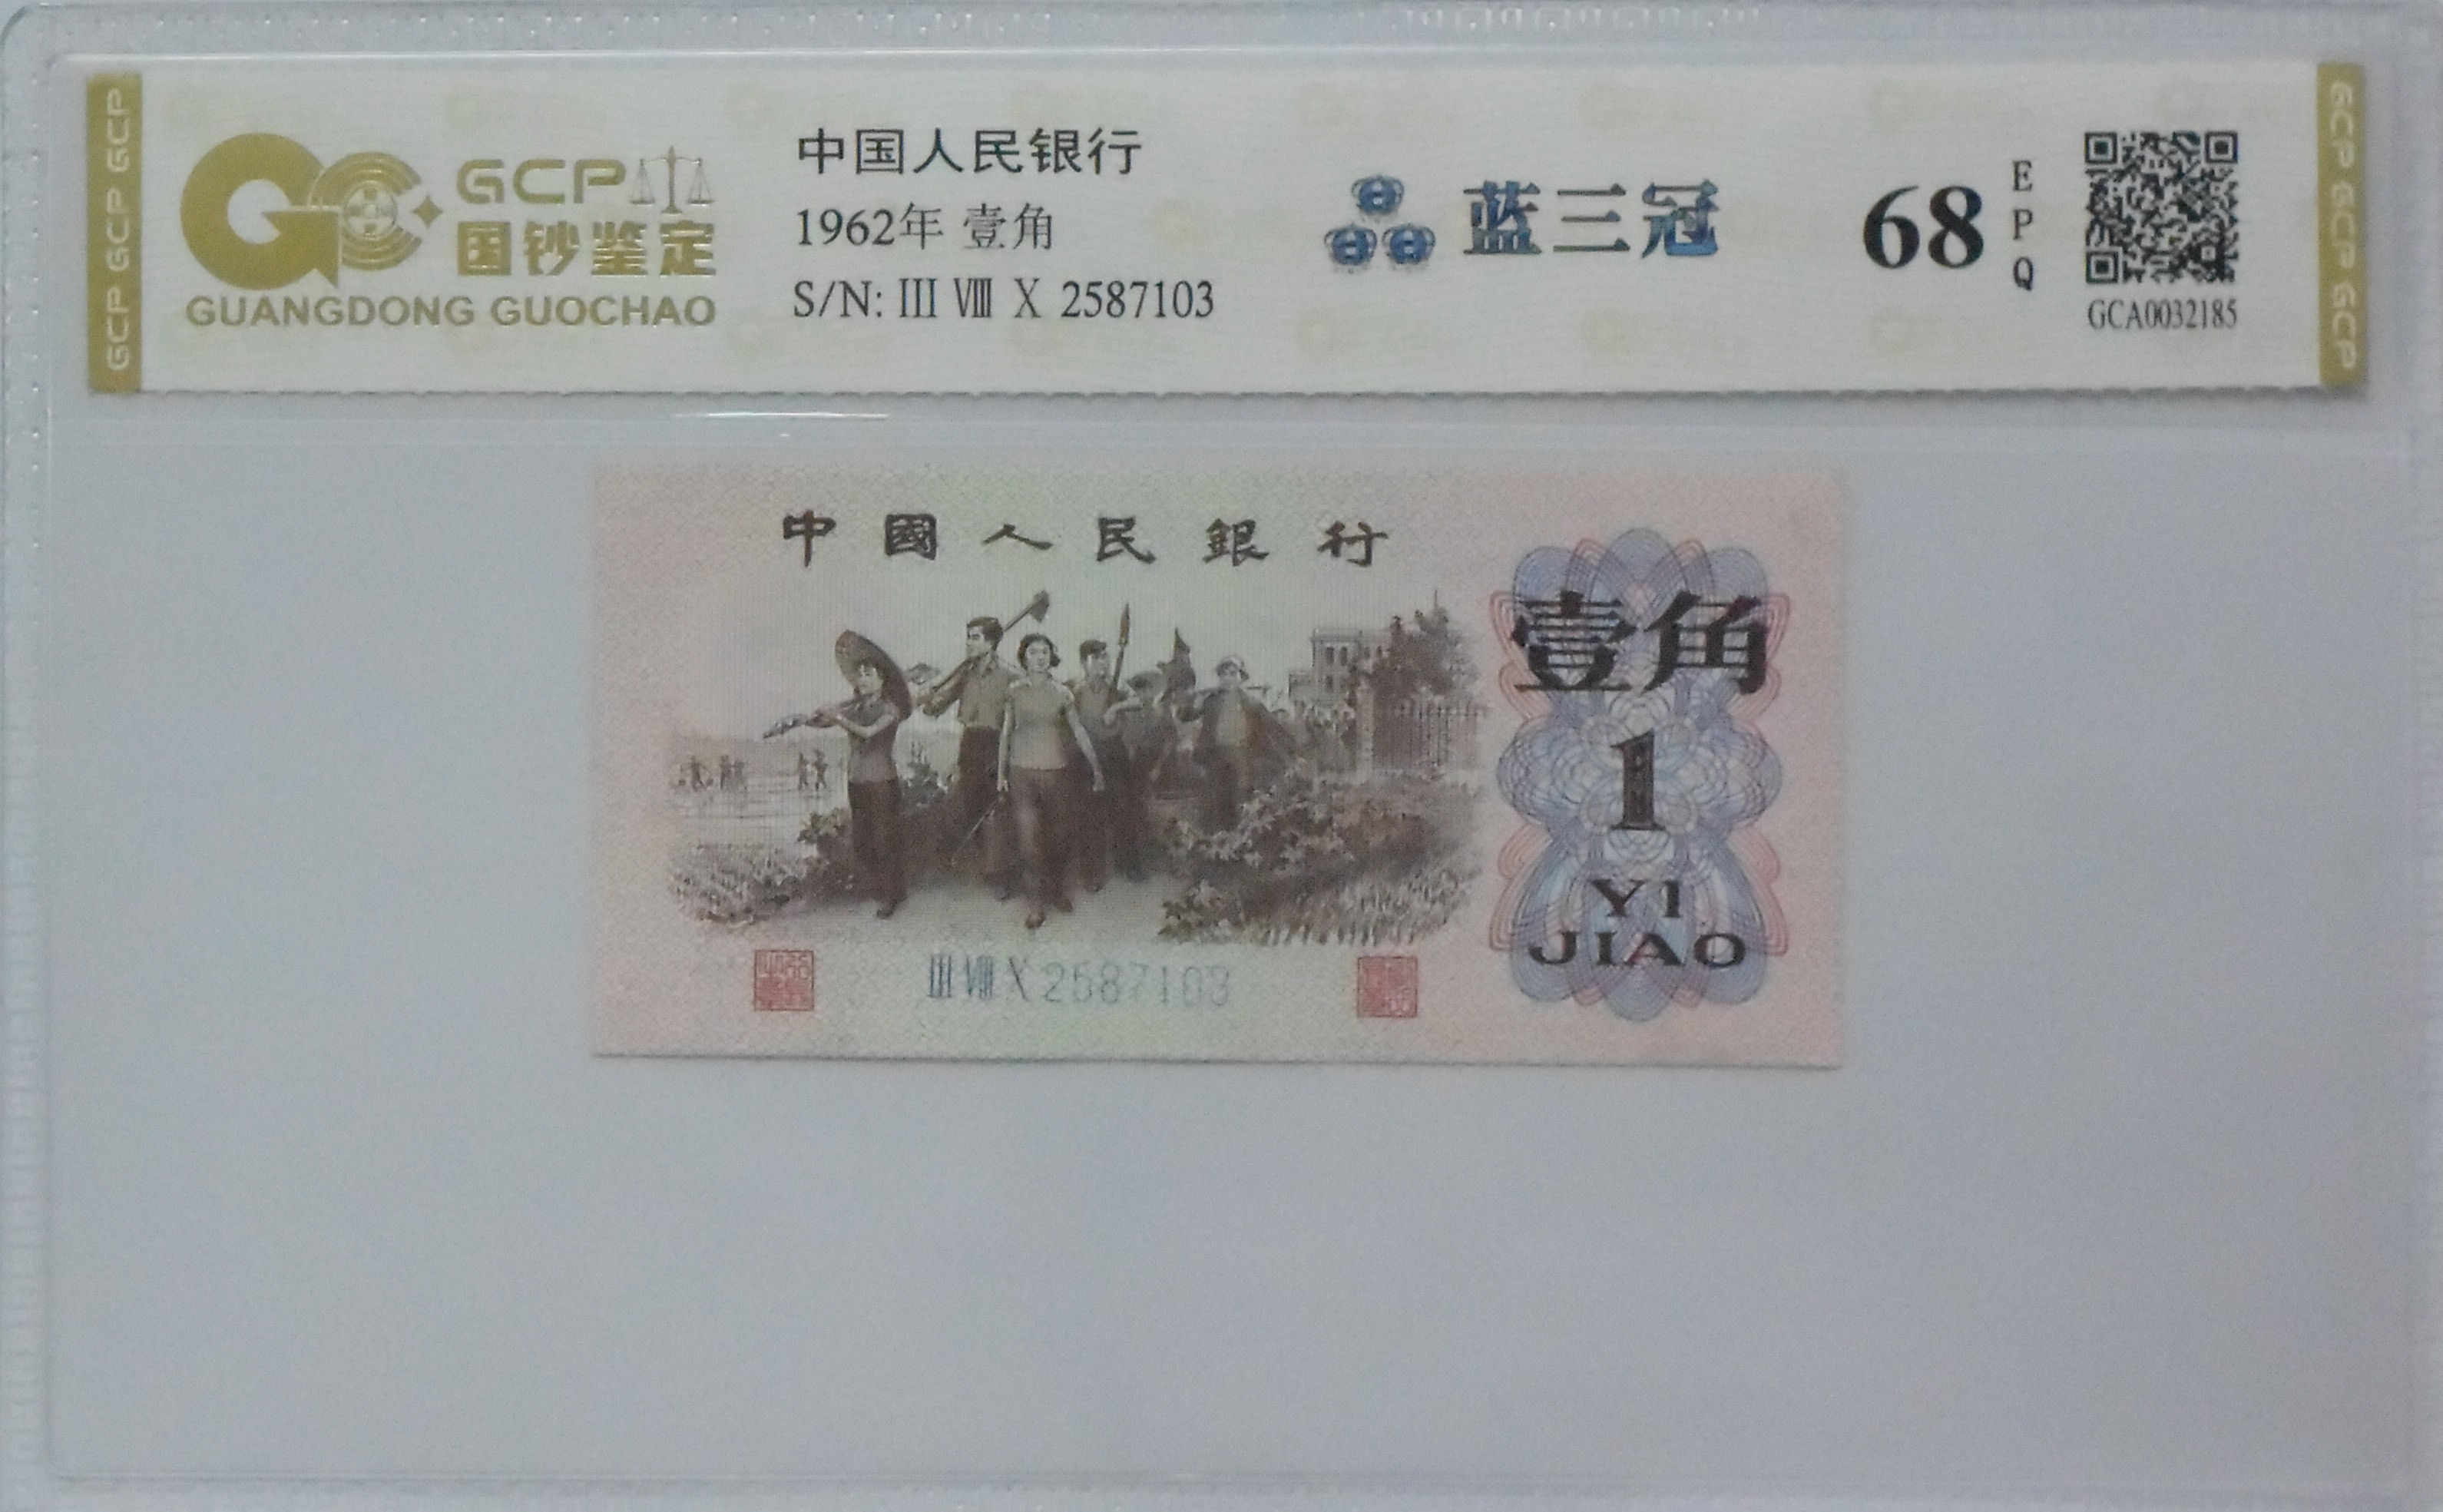 GCP GCP GCP
GCP
国钞鉴定
GUANGDONG GUOCHAO
中国人民银行
1962年 壹角
S/N: III VIII X 2587103
蓝三冠
68
E
P
Q
GCA0032185
GCP GCP GCP
中國人民銀行
壹角
1
YI
JIAO
III VIII X 2587103